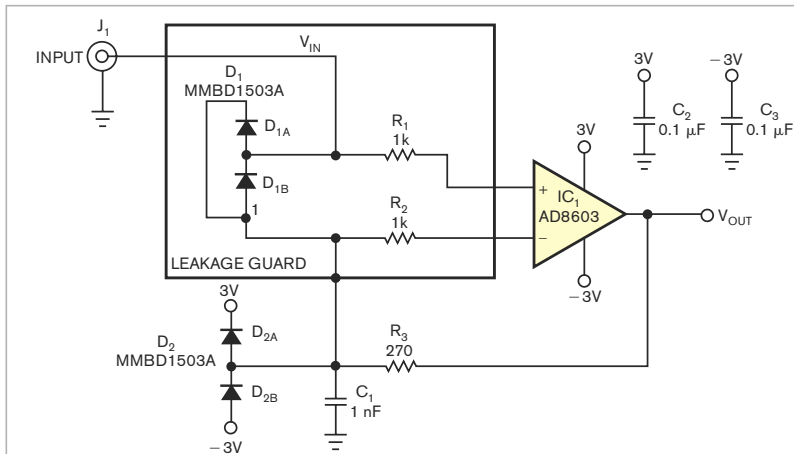 J1
INPUT
VIN
D1
MMBD1503A
D1A
D1B
1
R1
1k
R2
1k
LEAKAGE GUARD
3V
+
IC1
AD8603
−
−3V
VOUT
3V
C2
0.1 μF
−3V
C3
0.1 μF
3V
D2
MMBD1503A
D2A
D2B
−3V
R3
270
C1
1 nF